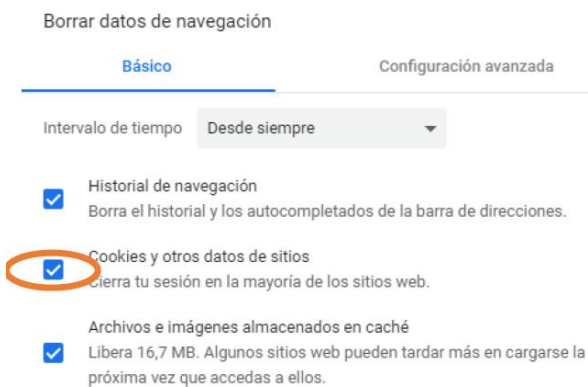 Borrar datos de navegación
Básico
Configuración avanzada
Intervalo de tiempo
Desde siempre
Historial de navegación
Borra el historial y los autocompletados de la barra de direcciones.
Cookies y otros datos de sitios
Cierra tu sesión en la mayoría de los sitios web.
Archivos e imágenes almacenados en caché
Libera 16,7 MB. Algunos sitios web pueden tardar más en cargarse la
próxima vez que accedas a ellos.